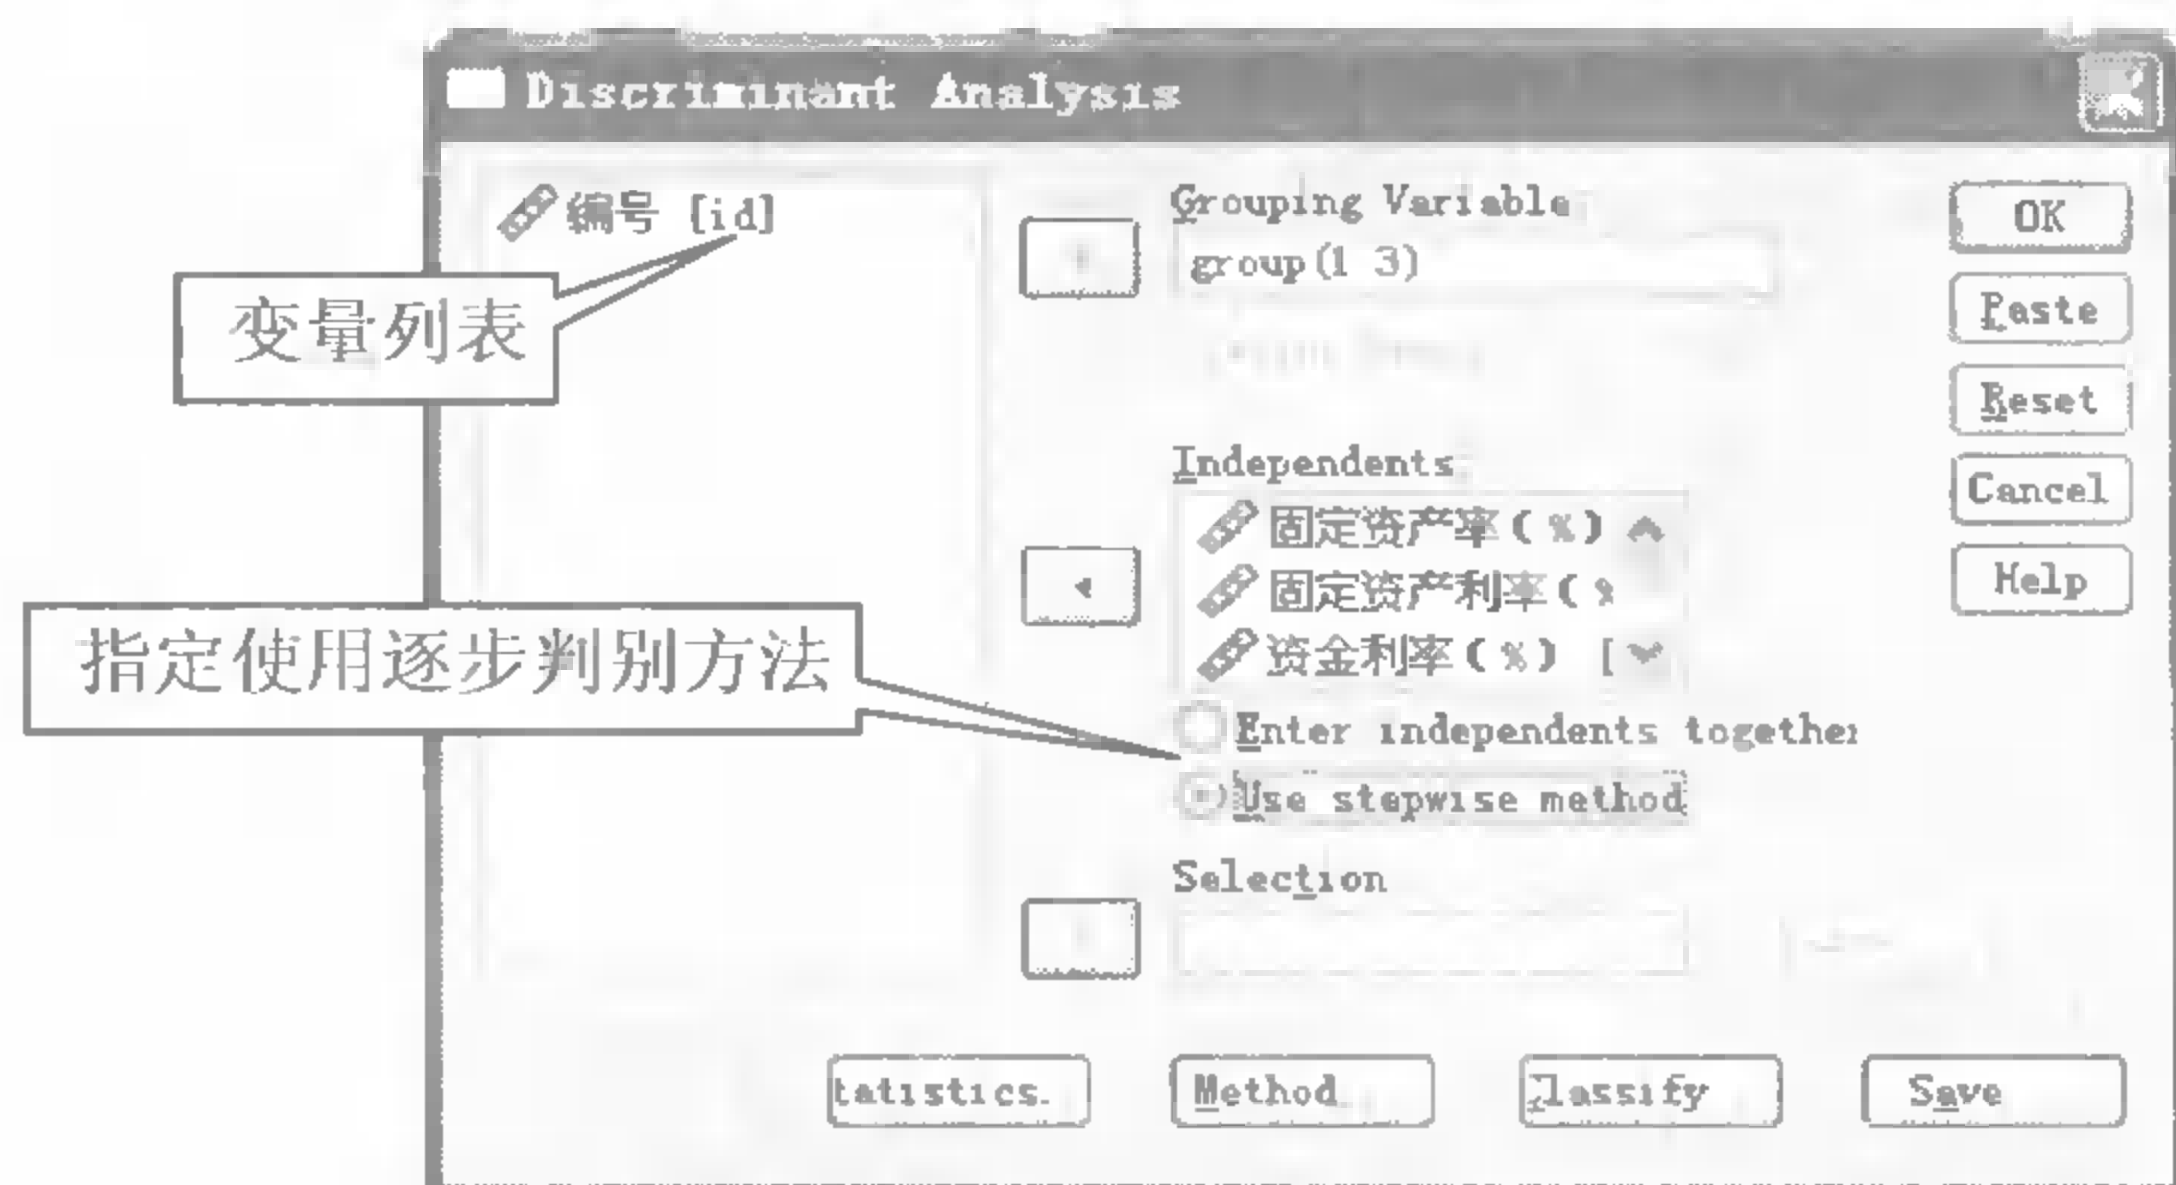 Discriminant Analysis
编号 [id]
变量列表
指定使用逐步判别方法
Grouping Variable
group(1 3)
Independents
固定资产率(%)
固定资产利率(%
资金利率(%) [
Enter independents together
Use stepwise method
Selection
OK
Paste
Reset
Cancel
Help
tatistics.
Method
Classify
Save